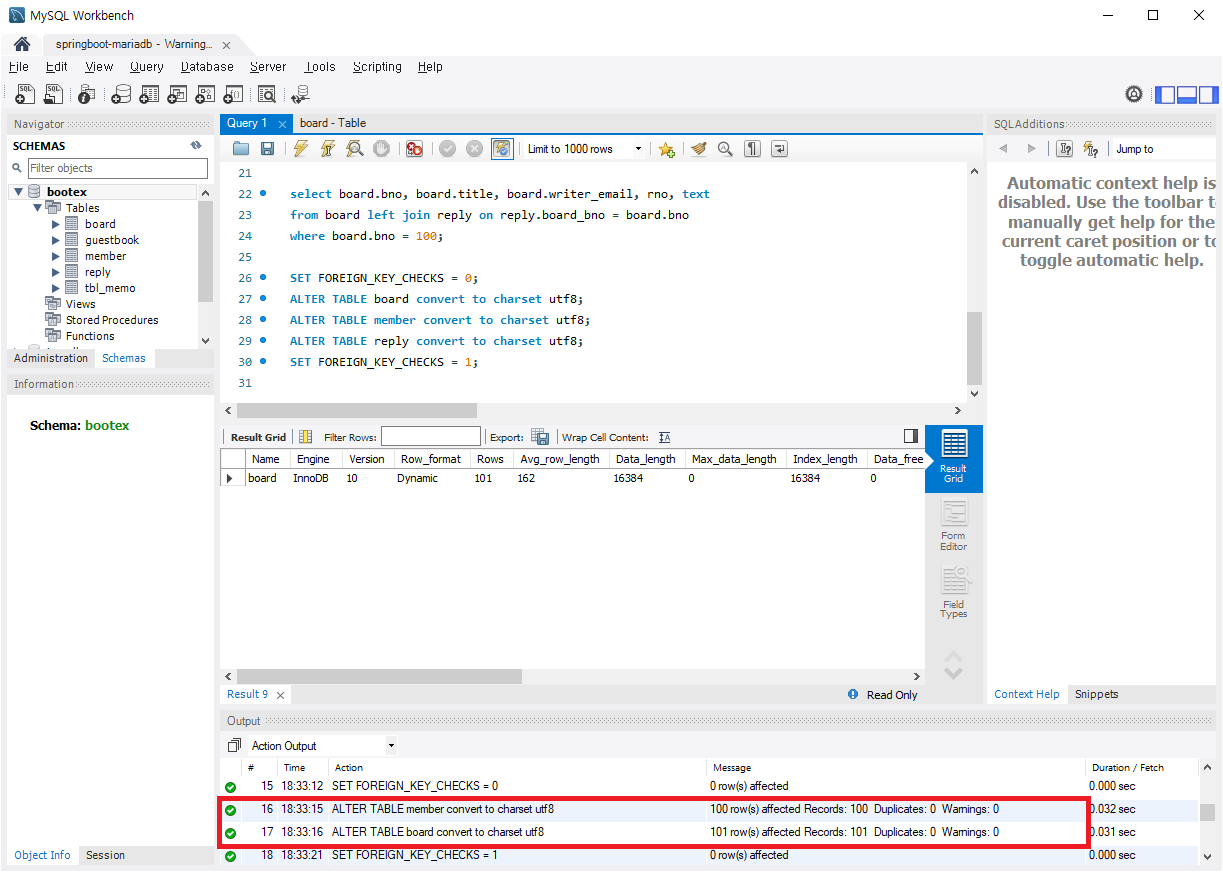 MySQL Workbench
springboot-mariadb - Warning...
File Edit View Query Database Server Tools Scripting Help
Navigator
SCHEMAS
Filter objects
bootex
Tables
board
guestbook
member
reply
tbl_memo
Views
Stored Procedures
Functions
Administration Schemas
Information
Schema: bootex
Object Info Session
Query 1 board - Table
Limit to 1000 rows
21
22 select board.bno, board.title, board.writer_email, rno, text
23 from board left join reply on reply.board_bno = board.bno
24 where board.bno = 100;
25
26 SET FOREIGN_KEY_CHECKS = 0;
27 ALTER TABLE board convert to charset utf8;
28 ALTER TABLE member convert to charset utf8;
29 ALTER TABLE reply convert to charset utf8;
30 SET FOREIGN_KEY_CHECKS = 1;
31
Result Grid Filter Rows: Export: Wrap Cell Content:
Name Engine Version Row_format Rows Avg_row_length Data_length Max_data_length Index_length Data_free
board InnoDB 10 Dynamic 101 162 16384 0 16384 0
Result
Grid
Form
Editor
Field
Types
Result 9 Read Only
SQLAdditions
Jump to
Automatic context help is
disabled. Use the toolbar t
manually get help for the
current caret position or to
toggle automatic help.
Context Help Snippets
Output
Action Output
# Time Action Message Duration / Fetch
15 18:33:12 SET FOREIGN_KEY_CHECKS = 0 0 row(s) affected 0.000 sec
16 18:33:15 ALTER TABLE member convert to charset utf8 100 row(s) affected Records: 100 Duplicates: 0 Warnings: 0 0.032 sec
17 18:33:16 ALTER TABLE board convert to charset utf8 101 row(s) affected Records: 101 Duplicates: 0 Warnings: 0 0.031 sec
18 18:33:21 SET FOREIGN_KEY_CHECKS = 1 0 row(s) affected 0.000 sec